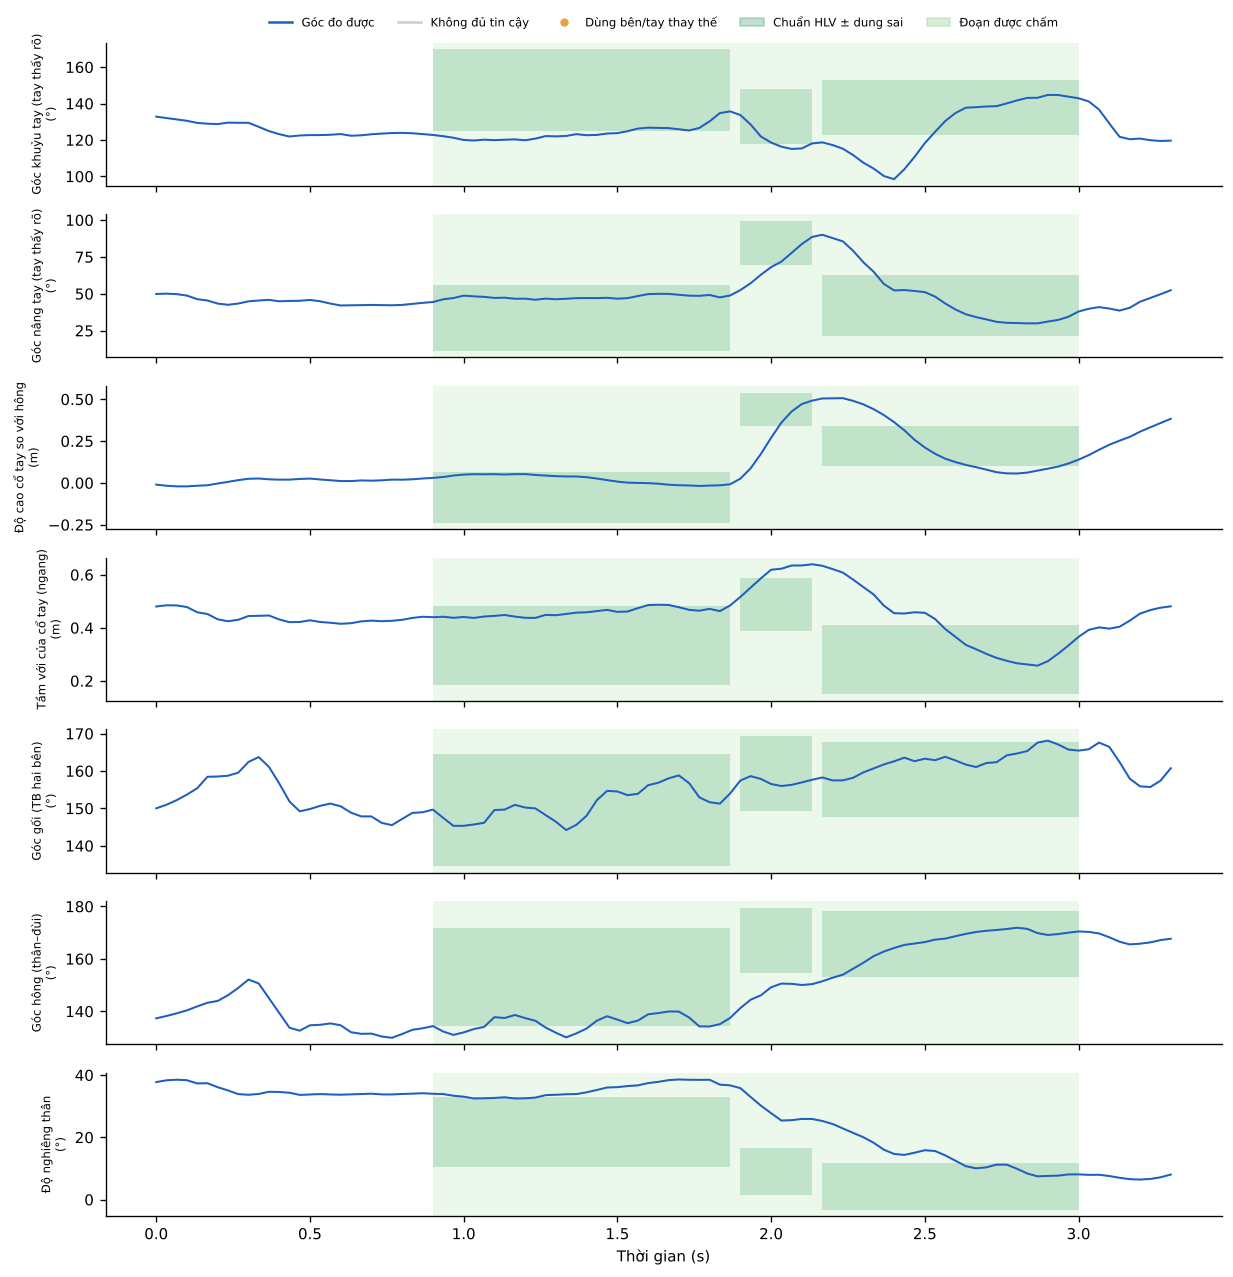 Góc đo được
Không đủ tin cậy
Dùng bên/tay thay thế
Chuẩn HLV ± dung sai
Đoạn được chấm
Góc khuỷu tay (tay thấy rõ)
(°)
160
140
120
100
Góc nâng tay (tay thấy rõ)
(°)
100
75
50
25
Độ cao cổ tay so với hông
(m)
0.50
0.25
0.00
−0.25
Tầm với của cổ tay (ngang)
(m)
0.6
0.4
0.2
Góc gối (TB hai bên)
(°)
170
160
150
140
Góc hông (thân–đùi)
(°)
180
160
140
Độ nghiêng thân
(°)
40
20
0
0.0
0.5
1.0
1.5
2.0
2.5
3.0
Thời gian (s)